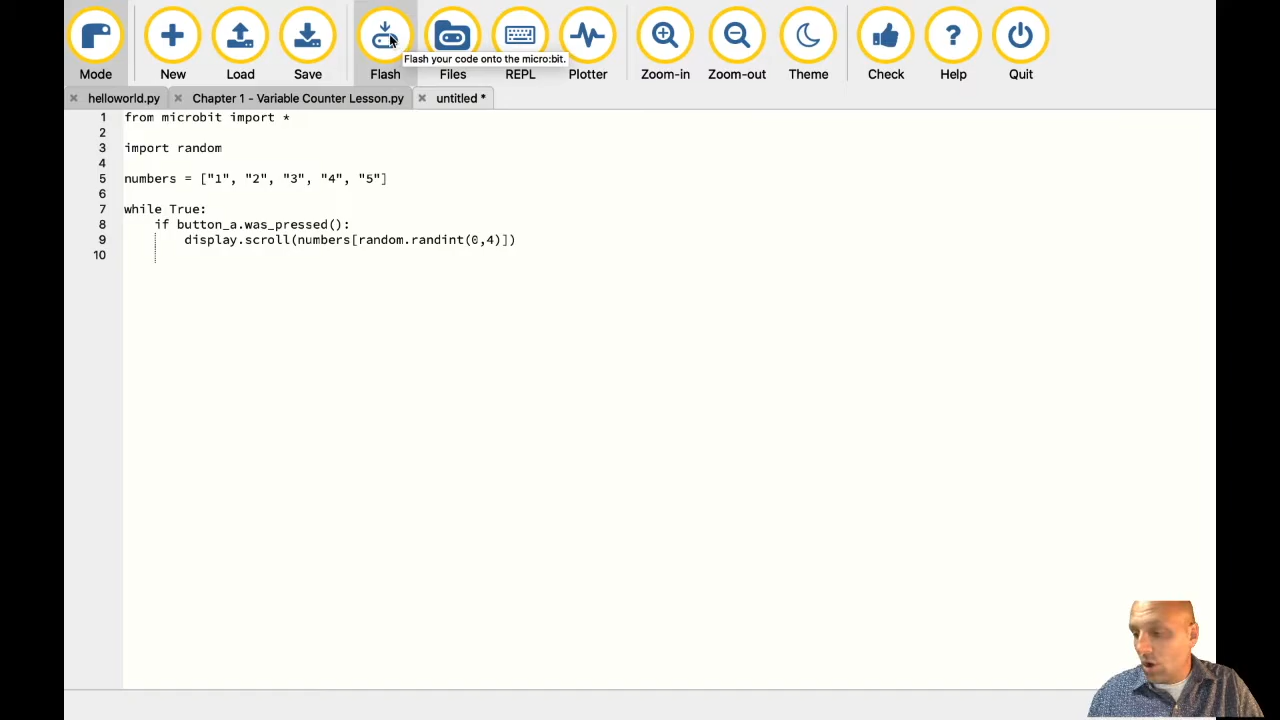 Mode New Load Save Flash Files REPL Plotter Zoom-in Zoom-out Theme Check Help Quit
Flash your code onto the micro:bit.
helloworld.py Chapter 1 - Variable Counter Lesson.py untitled *
1 from microbit import *
2
3 import random
4
5 numbers = ["1", "2", "3", "4", "5"]
6
7 while True:
8 if button_a.was_pressed():
9 display.scroll(numbers[random.randint(0,4)])
10